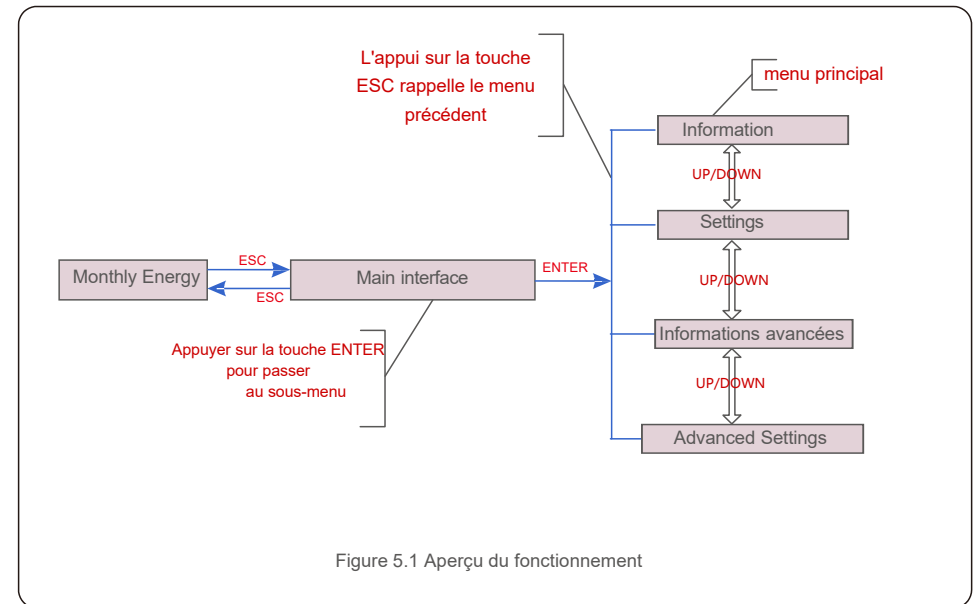 L'appui sur la touche
ESC rappelle le menu
précédent
menu principal
Information
UP/DOWN
Settings
UP/DOWN
Informations avancées
UP/DOWN
Advanced Settings
Monthly Energy
ESC
ESC
Main interface
ENTER
Appuyer sur la touche ENTER
pour passer
au sous-menu
Figure 5.1 Aperçu du fonctionnement